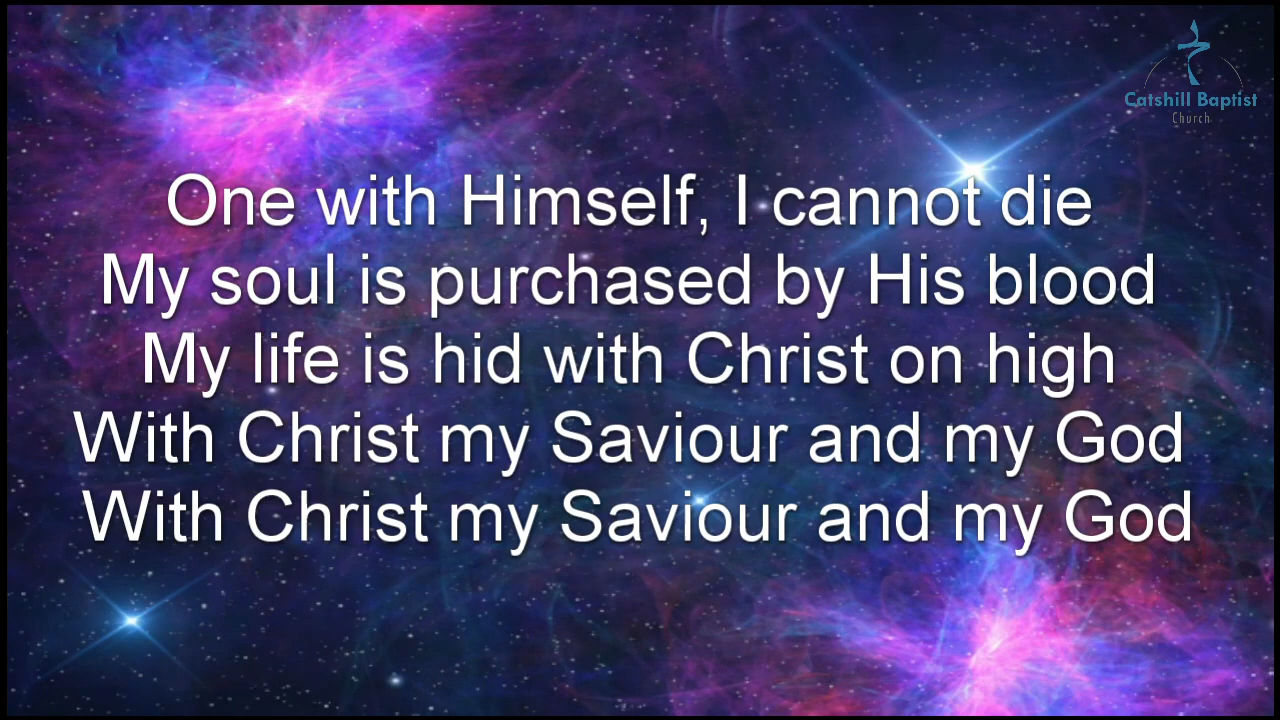 Catshill Baptist
Church
One with Himself, I cannot die
My soul is purchased by His blood
My life is hid with Christ on high
With Christ my Saviour and my God
With Christ my Saviour and my God